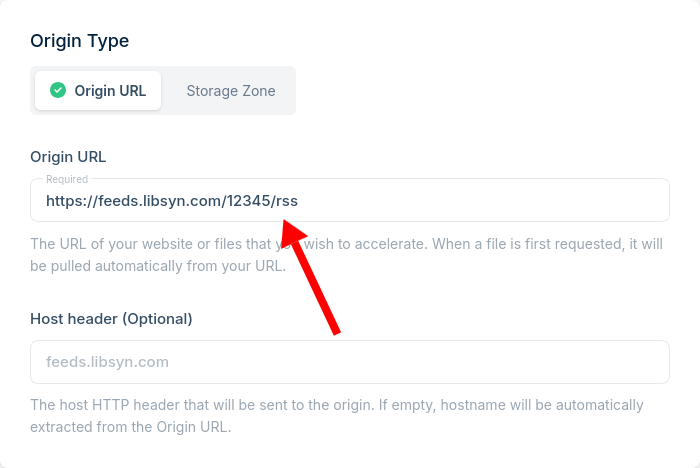 Origin Type
Origin URL
Storage Zone
Origin URL
Required
https://feeds.libsyn.com/12345/rss
The URL of your website or files that you wish to accelerate. When a file is first requested, it will
be pulled automatically from your URL.
Host header (Optional)
feeds.libsyn.com
The host HTTP header that will be sent to the origin. If empty, hostname will be automatically
extracted from the Origin URL.